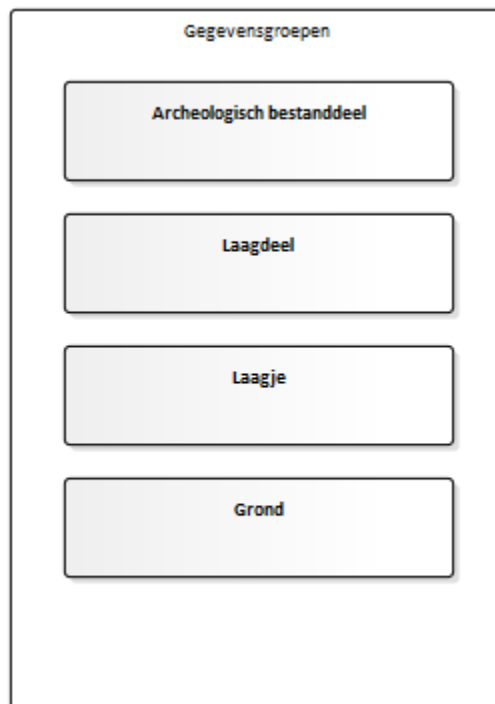 Gegevensgroepen
Archeologisch bestanddeel
Laagdeel
Laagje
Grond